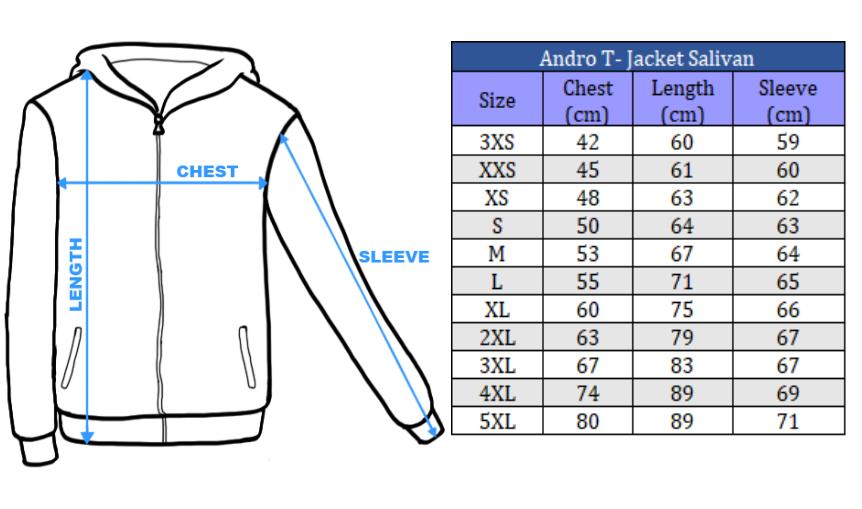 CHEST
LENGTH
SLEEVE
Andro T- Jacket Salivan
Size Chest (cm) Length (cm) Sleeve (cm)
3XS 42 60 59
XXS 45 61 60
XS 48 63 62
S 50 64 63
M 53 67 64
L 55 71 65
XL 60 75 66
2XL 63 79 67
3XL 67 83 67
4XL 74 89 69
5XL 80 89 71